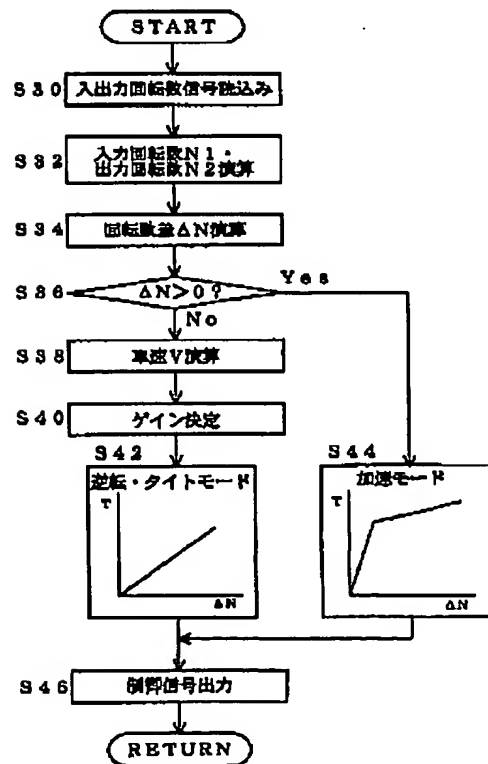 START
S30
入出力回転数信号読込み
S32
入力回転数N1・
出力回転数N2演算
S34
回転数差ΔN演算
S36
ΔN>0?
Yes
No
S38
車速V演算
S40
ゲイン決定
S42
逆転・タイトモード
T
ΔN
S44
加速モード
T
ΔN
S46
制御信号出力
RETURN